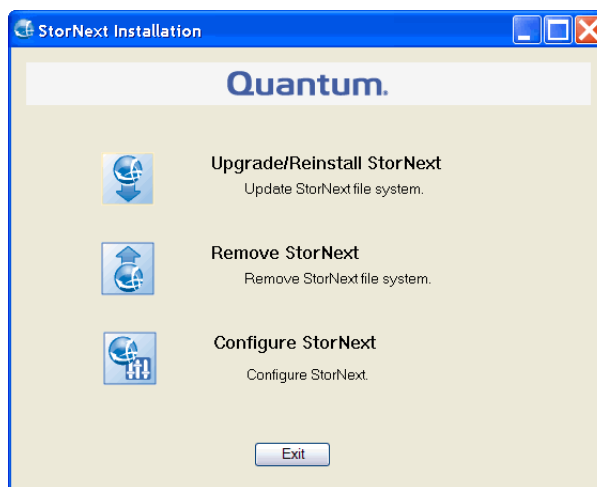 StorNext Installation
Quantum.
Upgrade/Reinstall StorNext
Update StorNext file system.
Remove StorNext
Remove StorNext file system.
Configure StorNext
Configure StorNext.
Exit